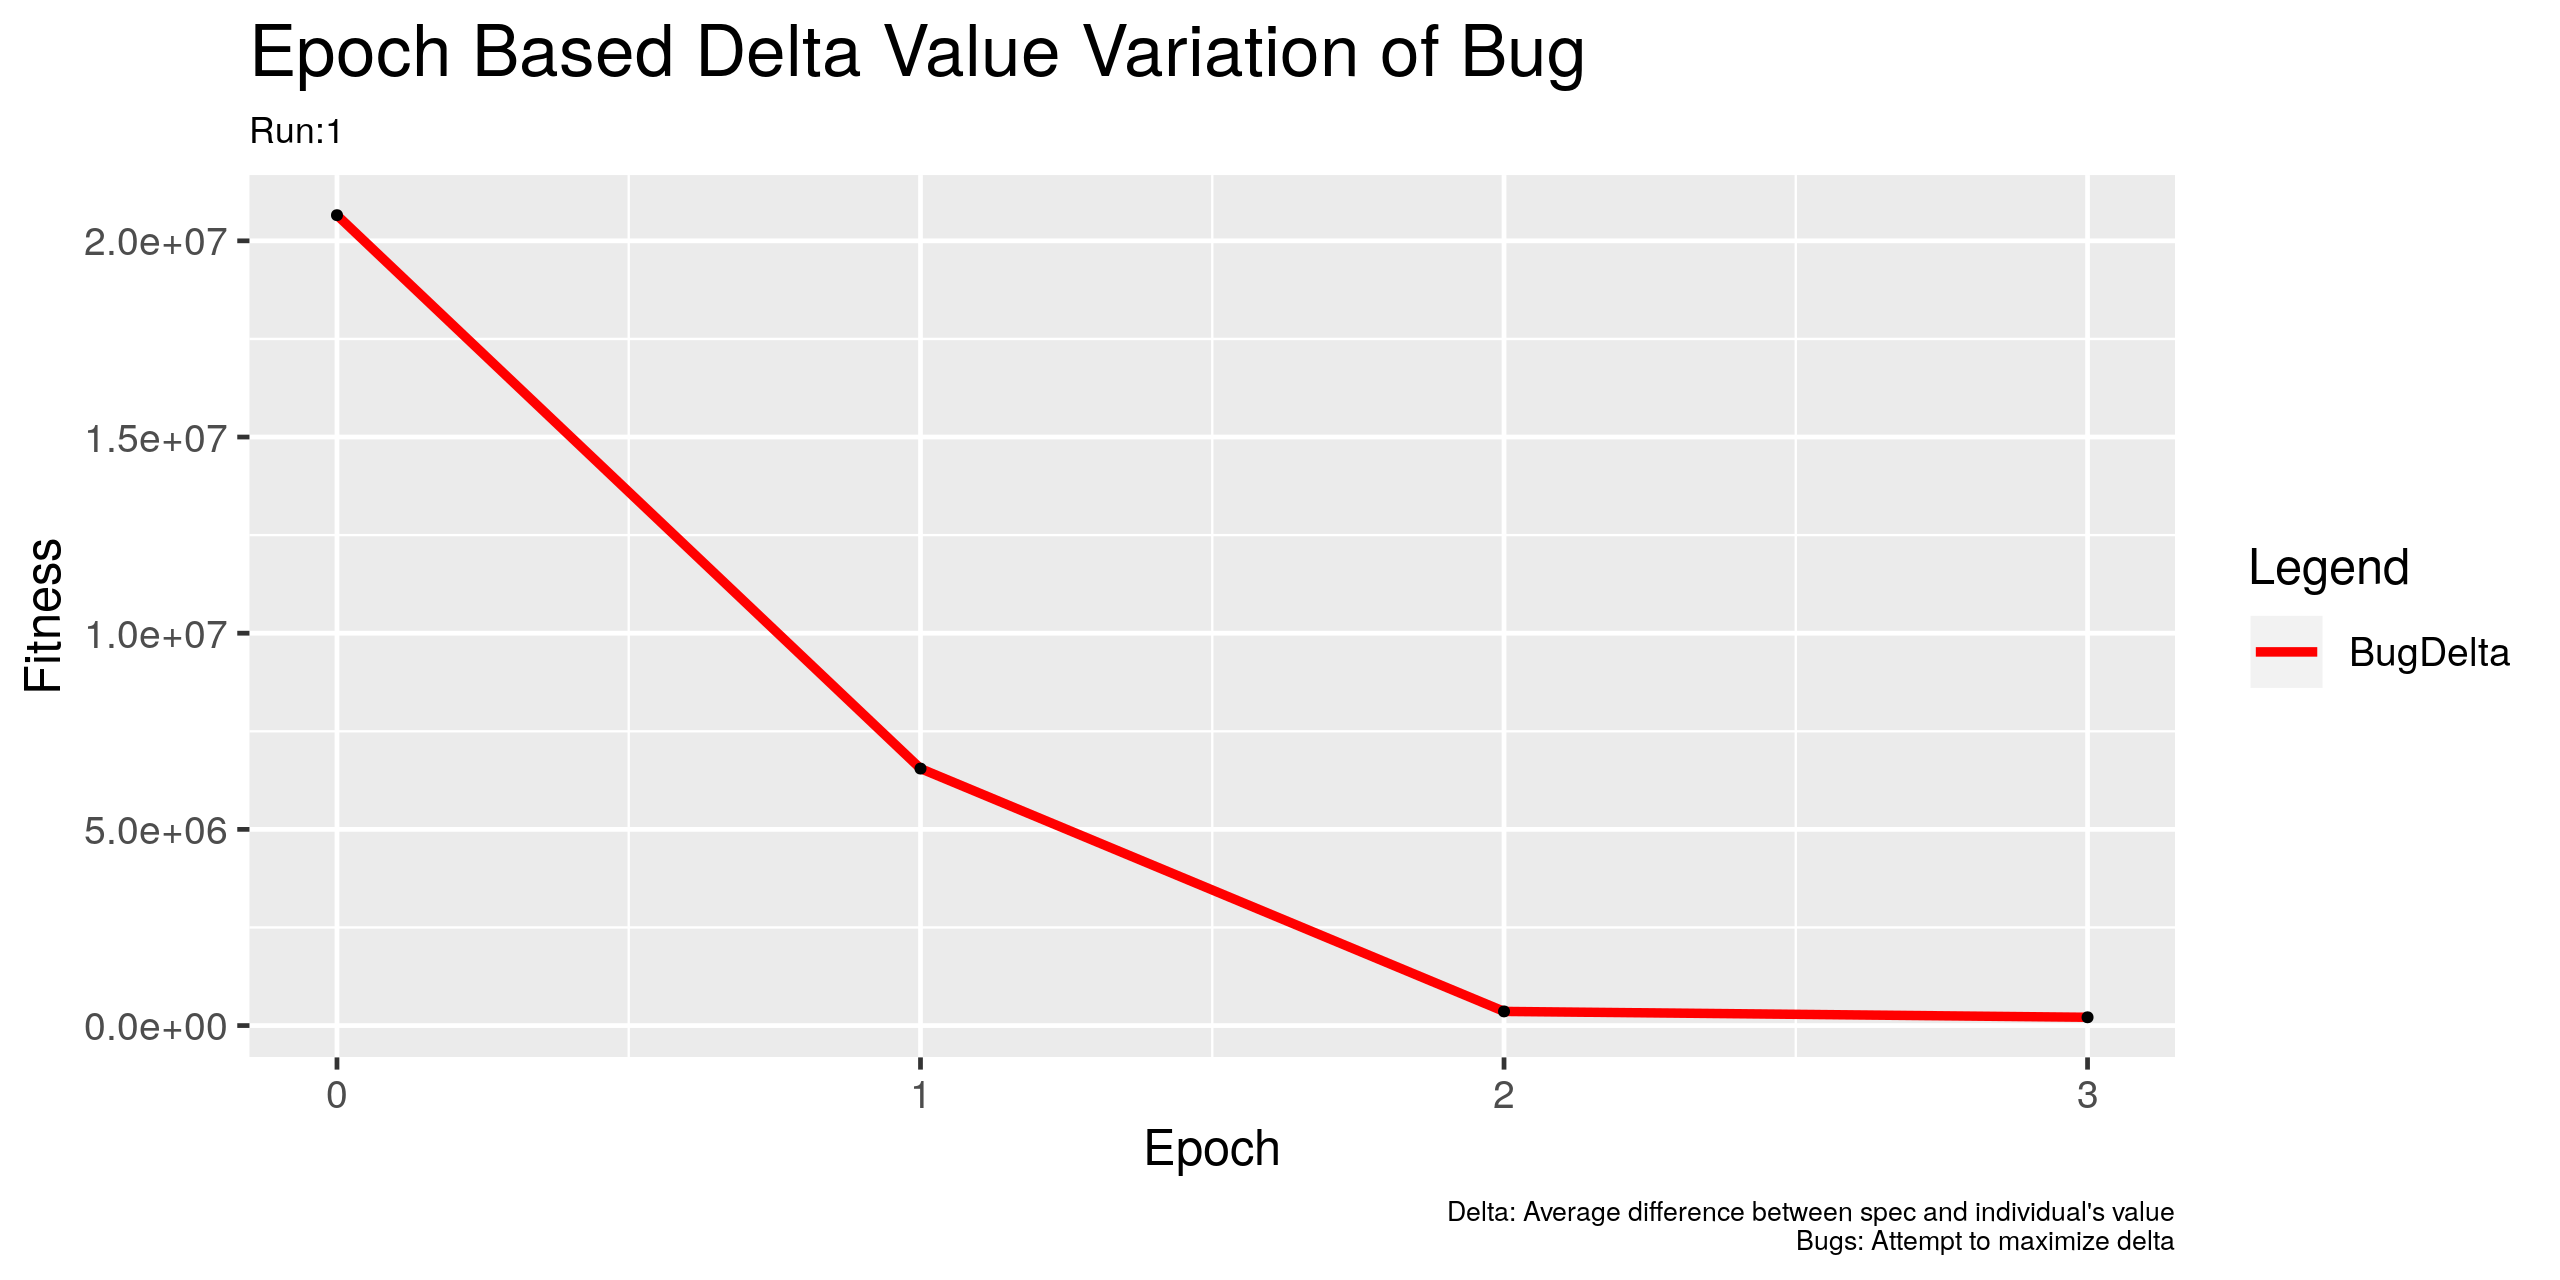 Epoch Based Delta Value Variation of Bug
Run:1
Fitness
2.0e+07
1.5e+07
1.0e+07
5.0e+06
0.0e+00
0 1 2 3
Epoch
Legend
BugDelta
Delta: Average difference between spec and individual's value
Bugs: Attempt to maximize delta